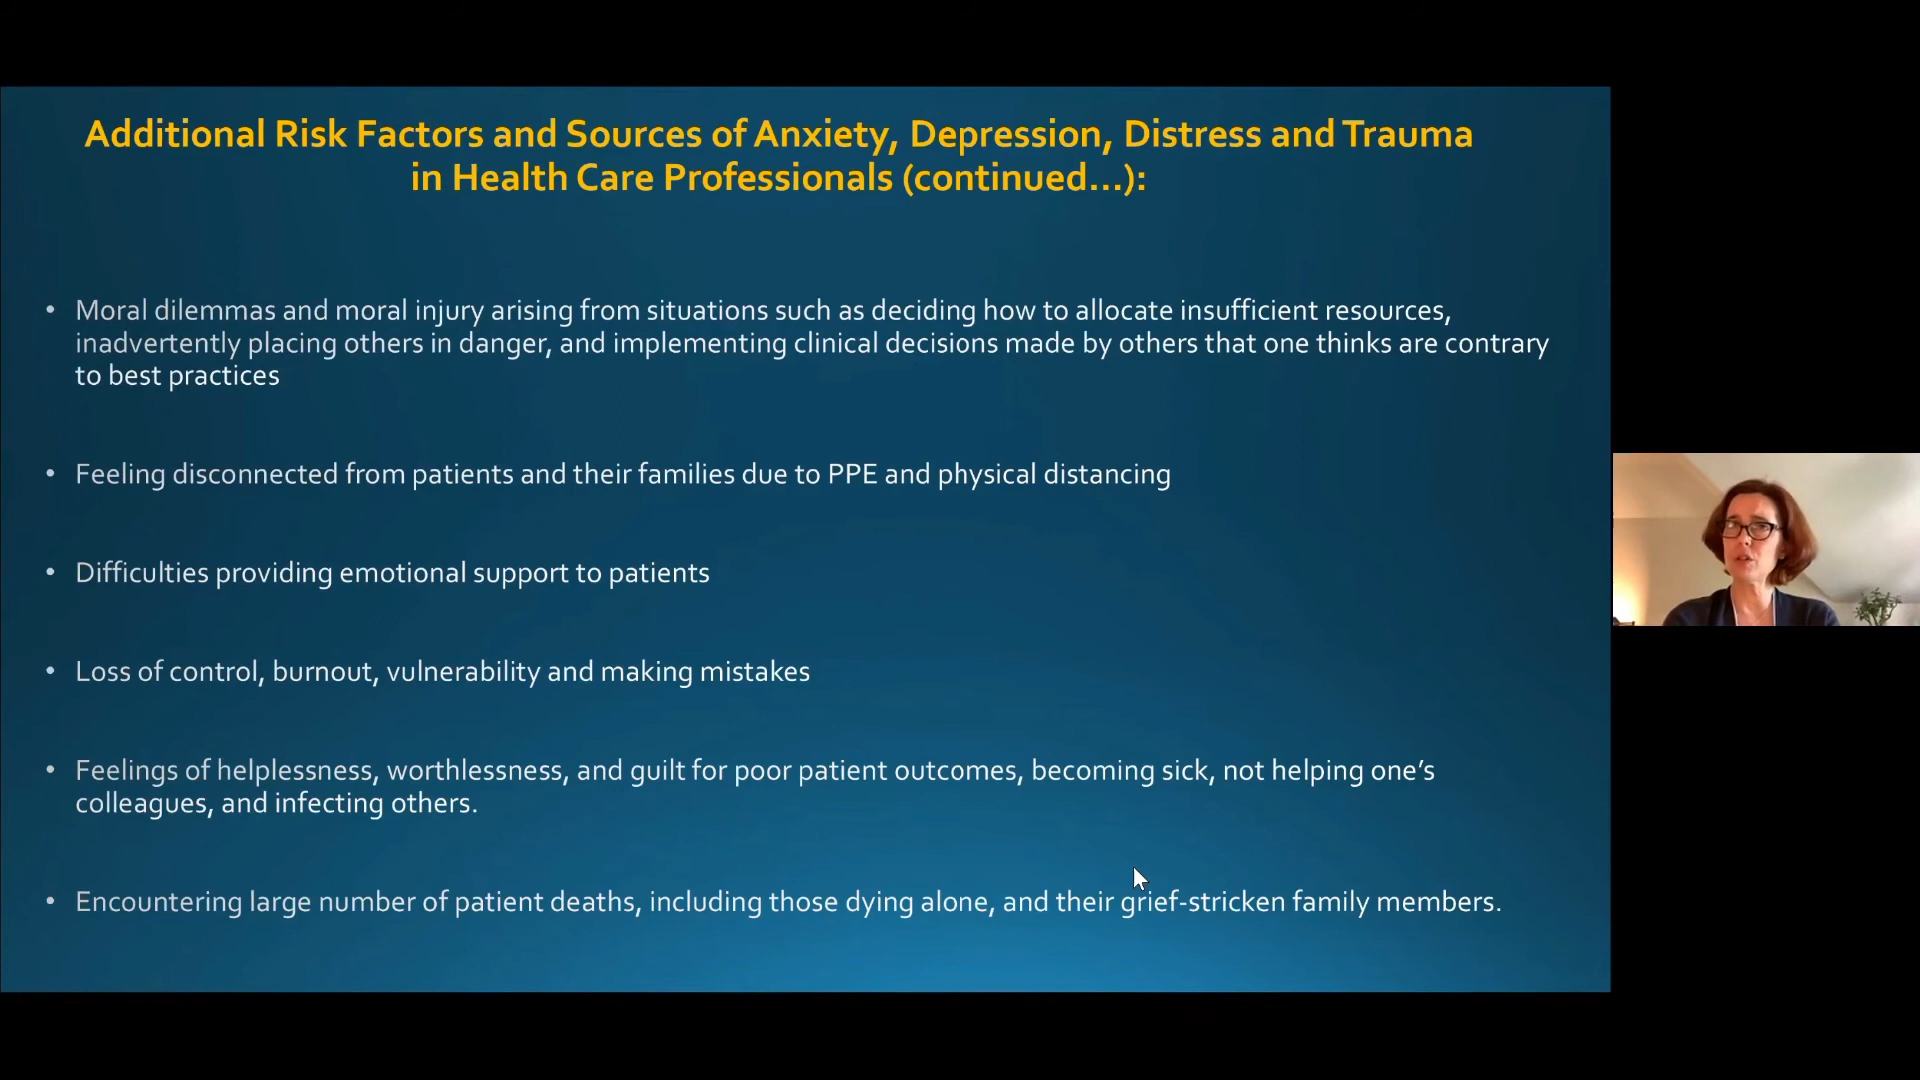 Additional Risk Factors and Sources of Anxiety, Depression, Distress and Trauma
in Health Care Professionals (continued...):
• Moral dilemmas and moral injury arising from situations such as deciding how to allocate insufficient resources,
inadvertently placing others in danger, and implementing clinical decisions made by others that one thinks are contrary
to best practices
• Feeling disconnected from patients and their families due to PPE and physical distancing
• Difficulties providing emotional support to patients
• Loss of control, burnout, vulnerability and making mistakes
• Feelings of helplessness, worthlessness, and guilt for poor patient outcomes, becoming sick, not helping one’s
colleagues, and infecting others.
• Encountering large number of patient deaths, including those dying alone, and their grief-stricken family members.